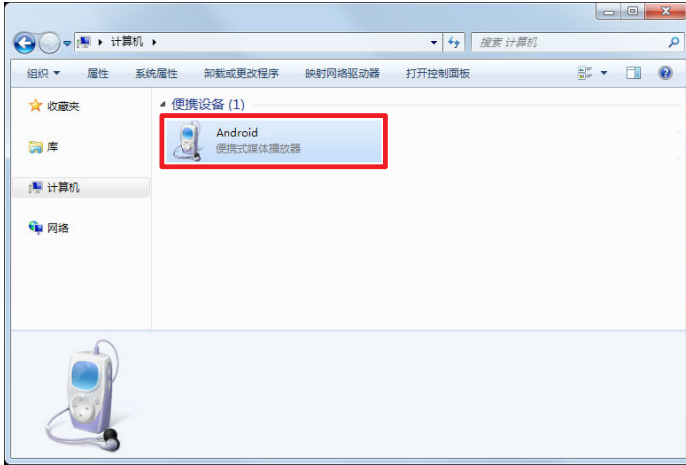 计算机
搜索 计算机
组织 属性 系统属性 卸载或更改程序 映射网络驱动器 打开控制面板
收藏夹
库
计算机
网络
便携设备 (1)
Android
便携式媒体播放器